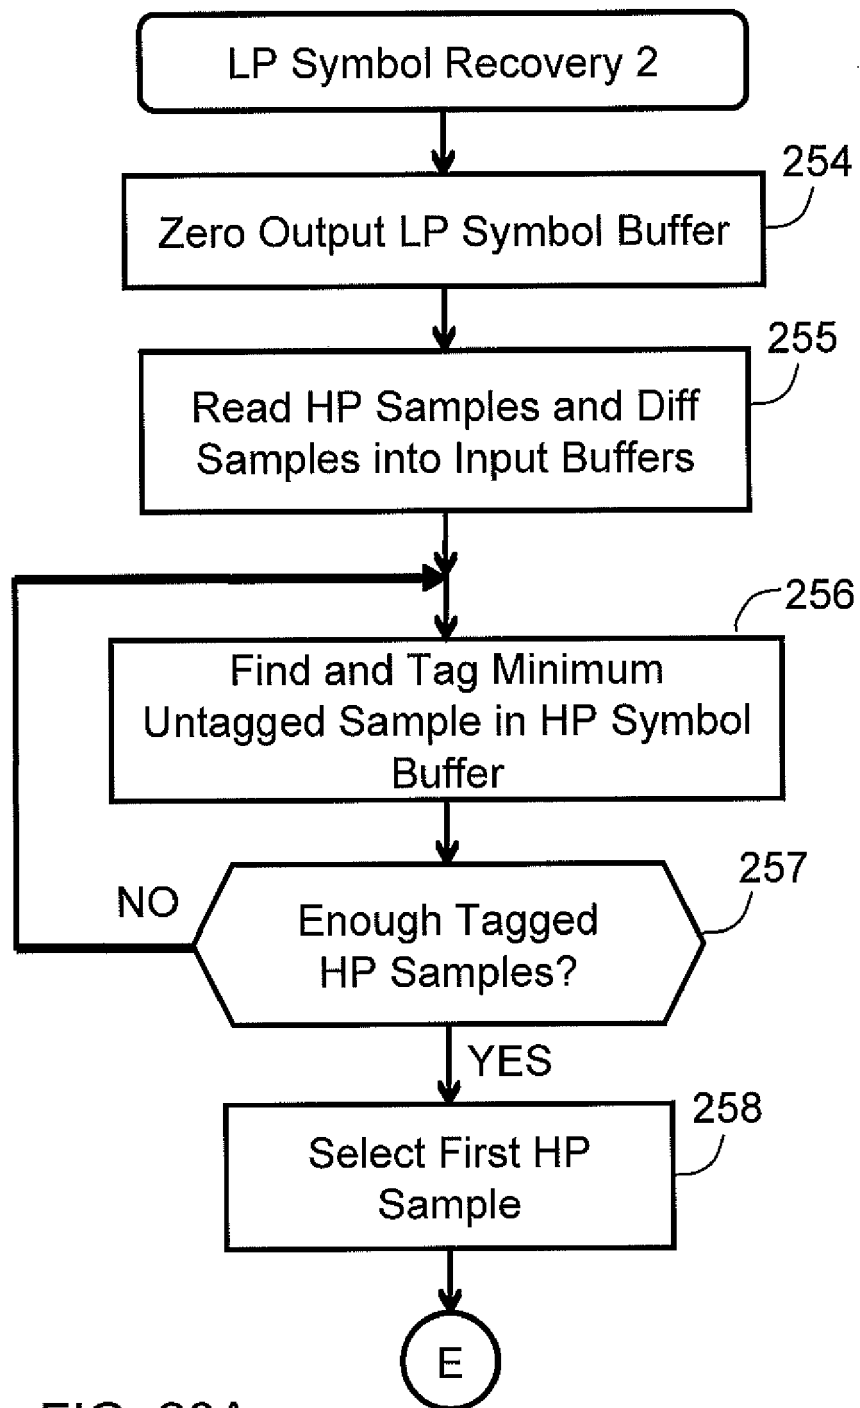 LP Symbol Recovery 2
254
Zero Output LP Symbol Buffer
255
Read HP Samples and Diff
Samples into Input Buffers
256
Find and Tag Minimum
Untagged Sample in HP Symbol
Buffer
257
NO
Enough Tagged
HP Samples?
YES
258
Select First HP
Sample
E